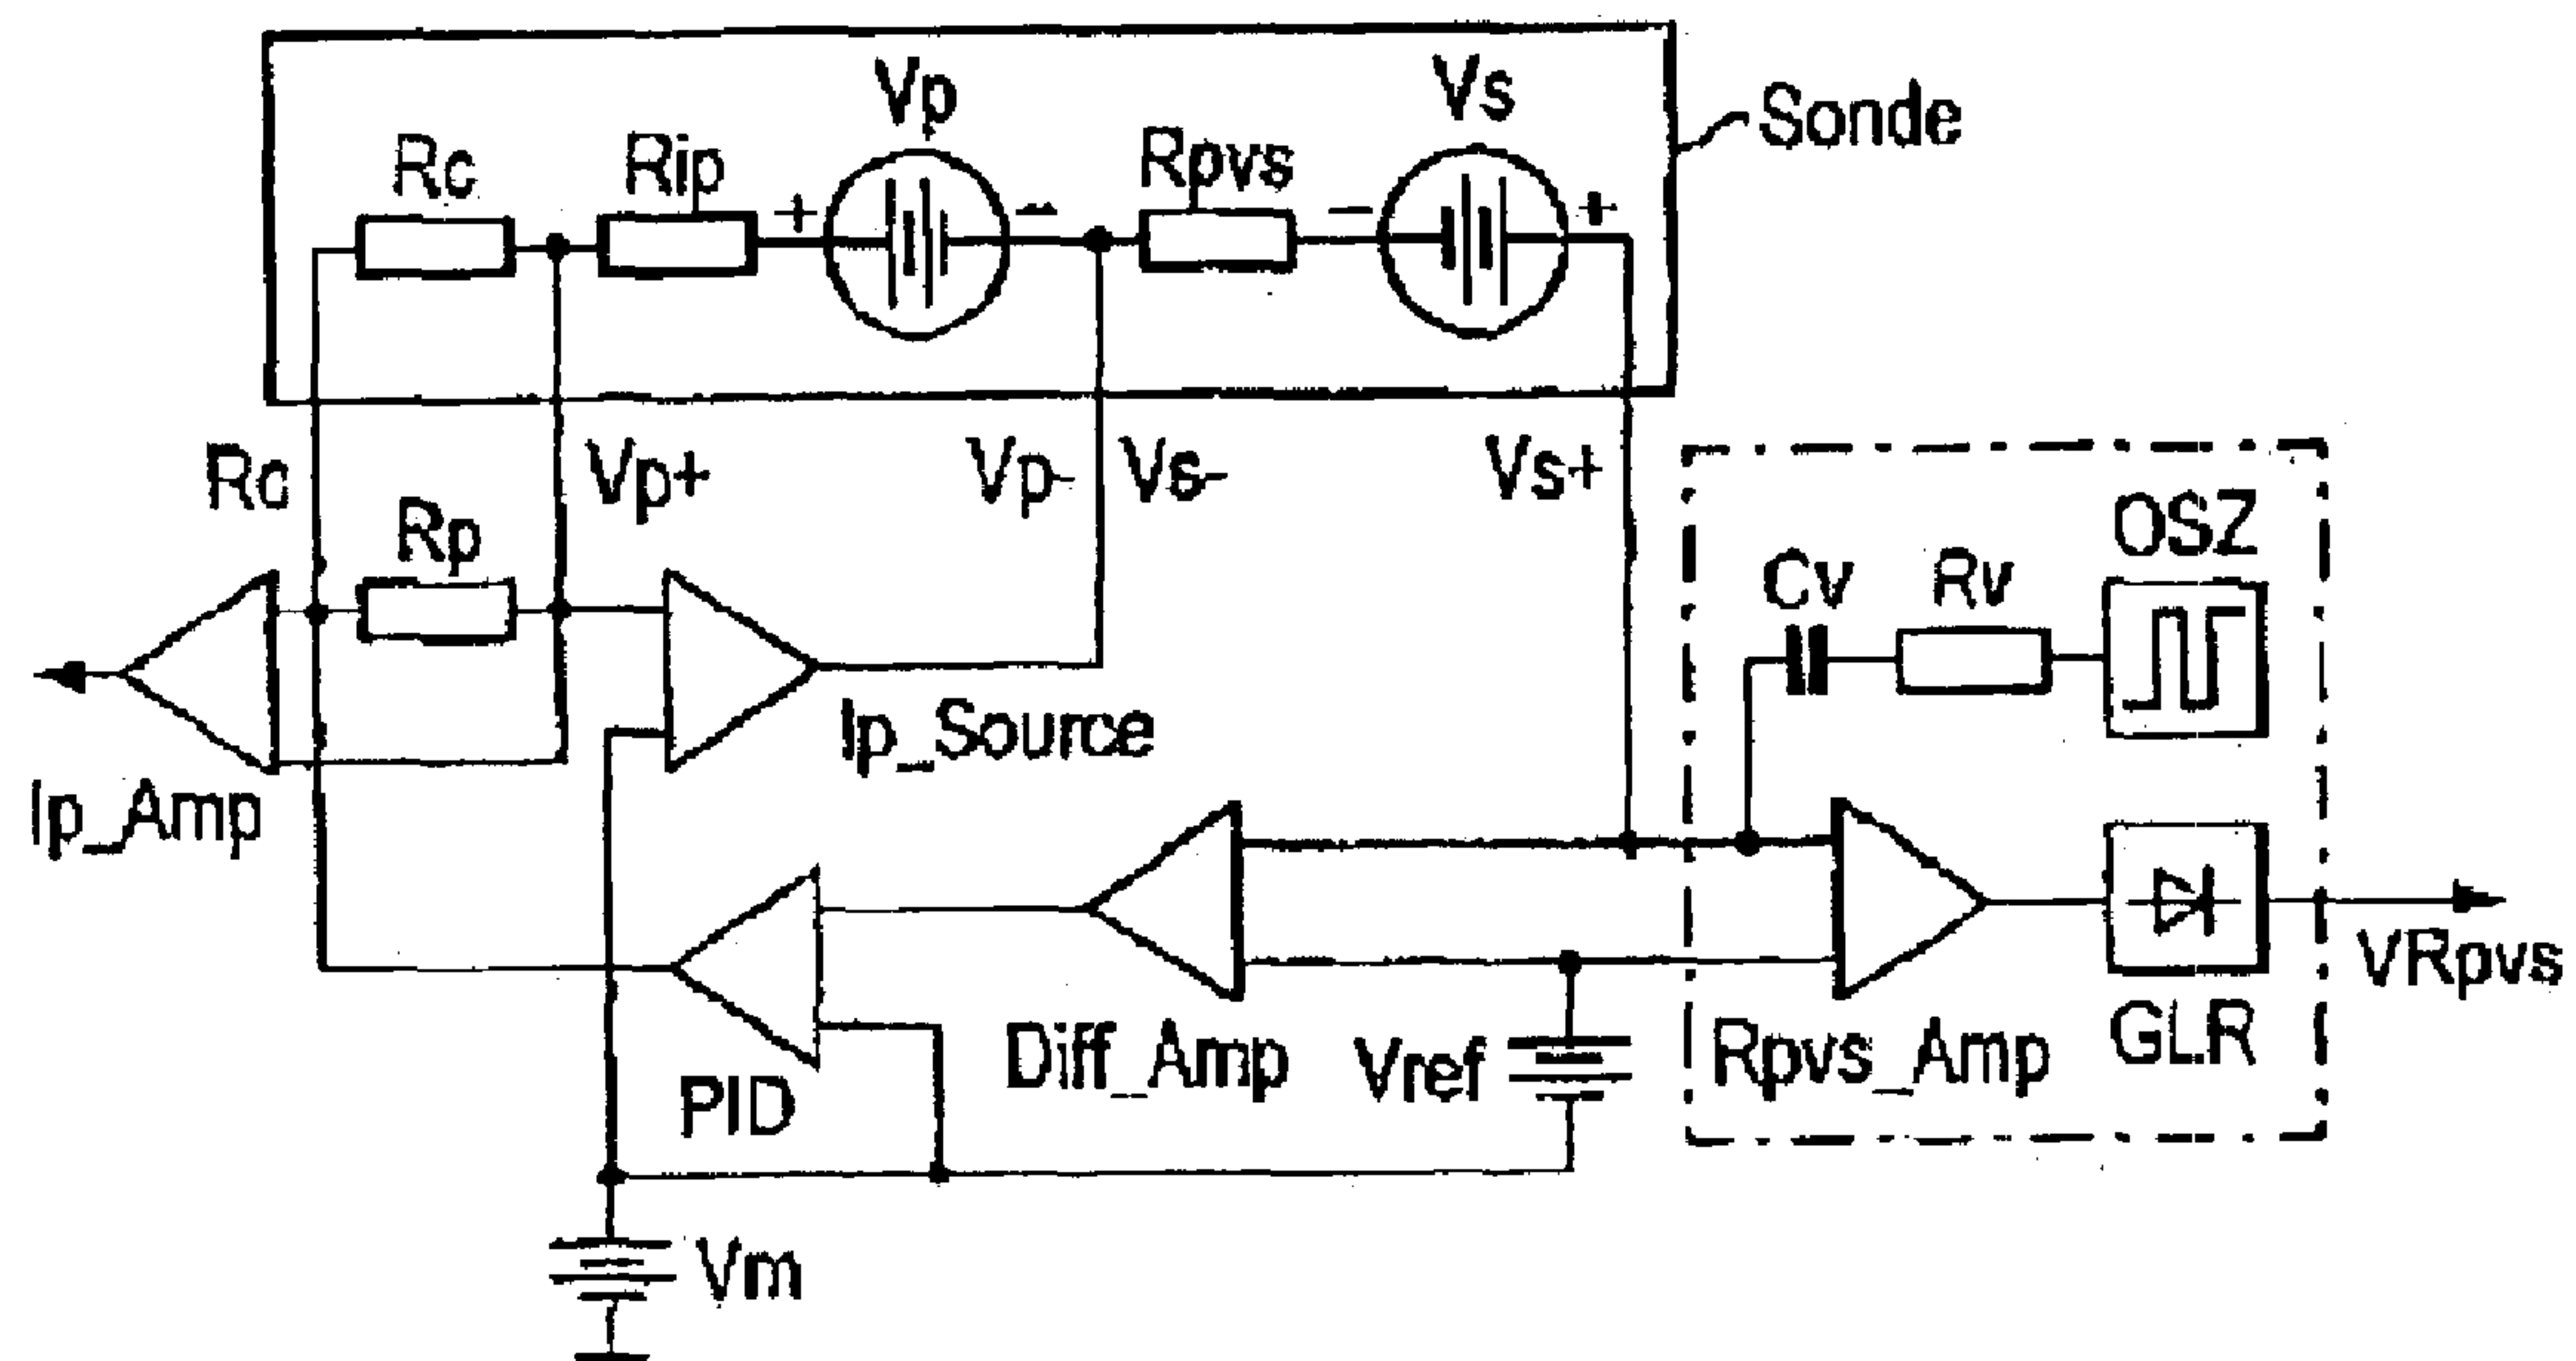 Vp
Vs
Sonde
Rc
Rip
Rpvs
+
-
-
+
Rc
Vp+
Vp-
Vs-
Vs+
Rp
OSZ
Cv
Rv
Ip_Source
Ip_Amp
PID
Diff_Amp
Vref
Rpvs_Amp
GLR
VRpvs
Vm